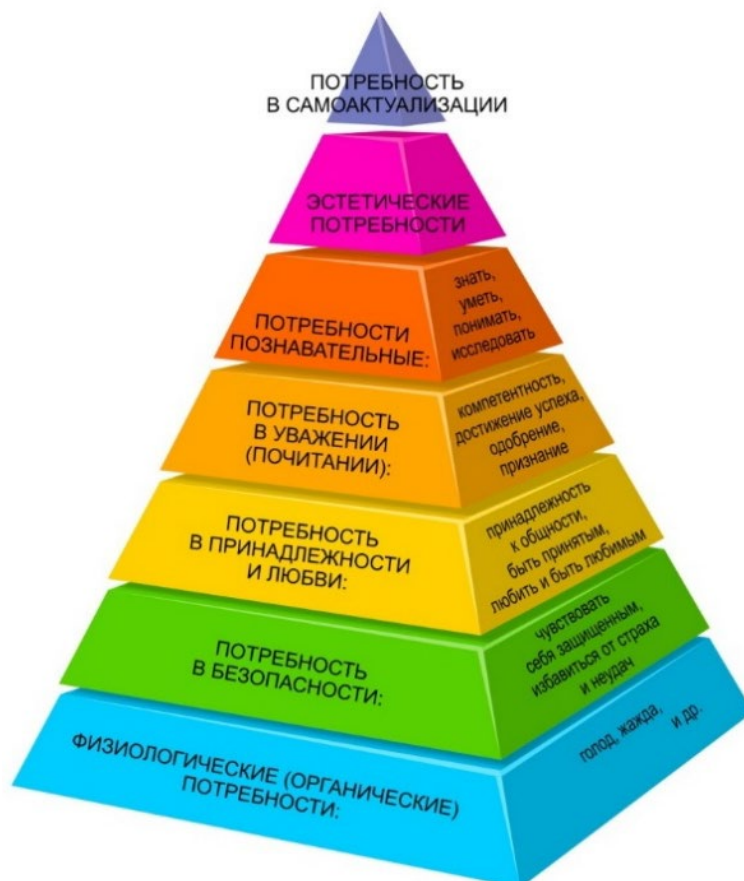 ПОТРЕБНОСТЬ
В САМОАКТУАЛИЗАЦИИ
ЭСТЕТИЧЕСКИЕ
ПОТРЕБНОСТИ
ПОТРЕБНОСТИ
ПОЗНАВАТЕЛЬНЫЕ:
знать,
уметь,
понимать,
исследовать
ПОТРЕБНОСТЬ
В УВАЖЕНИИ
(ПОЧИТАНИИ):
компетентность,
достижение успеха,
одобрение,
признание
ПОТРЕБНОСТЬ
В ПРИНАДЛЕЖНОСТИ
И ЛЮБВИ:
принадлежность
к общности,
быть принятым,
любить и быть любимым
ПОТРЕБНОСТЬ
В БЕЗОПАСНОСТИ:
чувствовать
себя защищенным,
избавиться от страха
и неудач
ФИЗИОЛОГИЧЕСКИЕ (ОРГАНИЧЕСКИЕ)
ПОТРЕБНОСТИ:
голод, жажда,
и др.